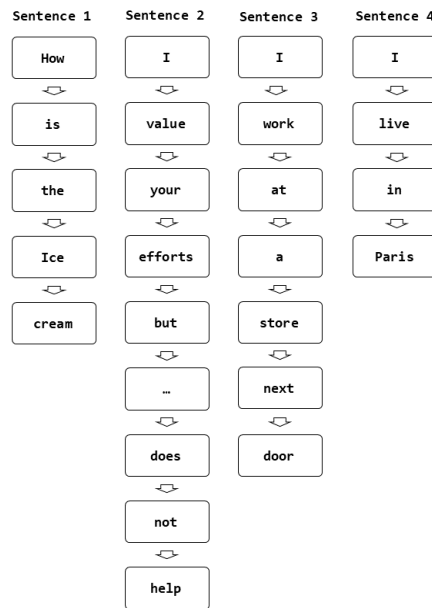 Sentence 1
How
is
the
Ice
cream
Sentence 2
I
value
your
efforts
but
…
does
not
help
Sentence 3
I
work
at
a
store
next
door
Sentence 4
I
live
in
Paris